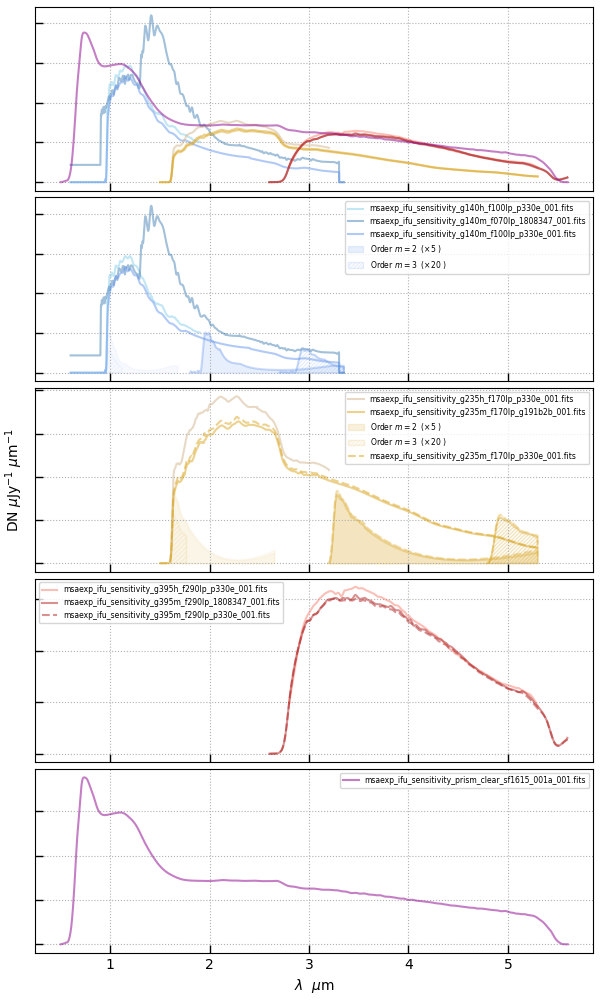 msaexp_ifu_sensitivity_g140h_f100lp_p330e_001.fits
msaexp_ifu_sensitivity_g140m_f070lp_1808347_001.fits
msaexp_ifu_sensitivity_g140m_f100lp_p330e_001.fits
Order m = 2 (×5 )
Order m = 3 (×20 )
msaexp_ifu_sensitivity_g235h_f170lp_p330e_001.fits
msaexp_ifu_sensitivity_g235m_f170lp_g191b2b_001.fits
Order m = 2 (×5 )
Order m = 3 (×20 )
msaexp_ifu_sensitivity_g235m_f170lp_p330e_001.fits
DN μJy⁻¹ μm⁻¹
msaexp_ifu_sensitivity_g395h_f290lp_p330e_001.fits
msaexp_ifu_sensitivity_g395m_f290lp_1808347_001.fits
msaexp_ifu_sensitivity_g395m_f290lp_p330e_001.fits
msaexp_ifu_sensitivity_prism_clear_sf1615_001a_001.fits
1 2 3 4 5
λ μm